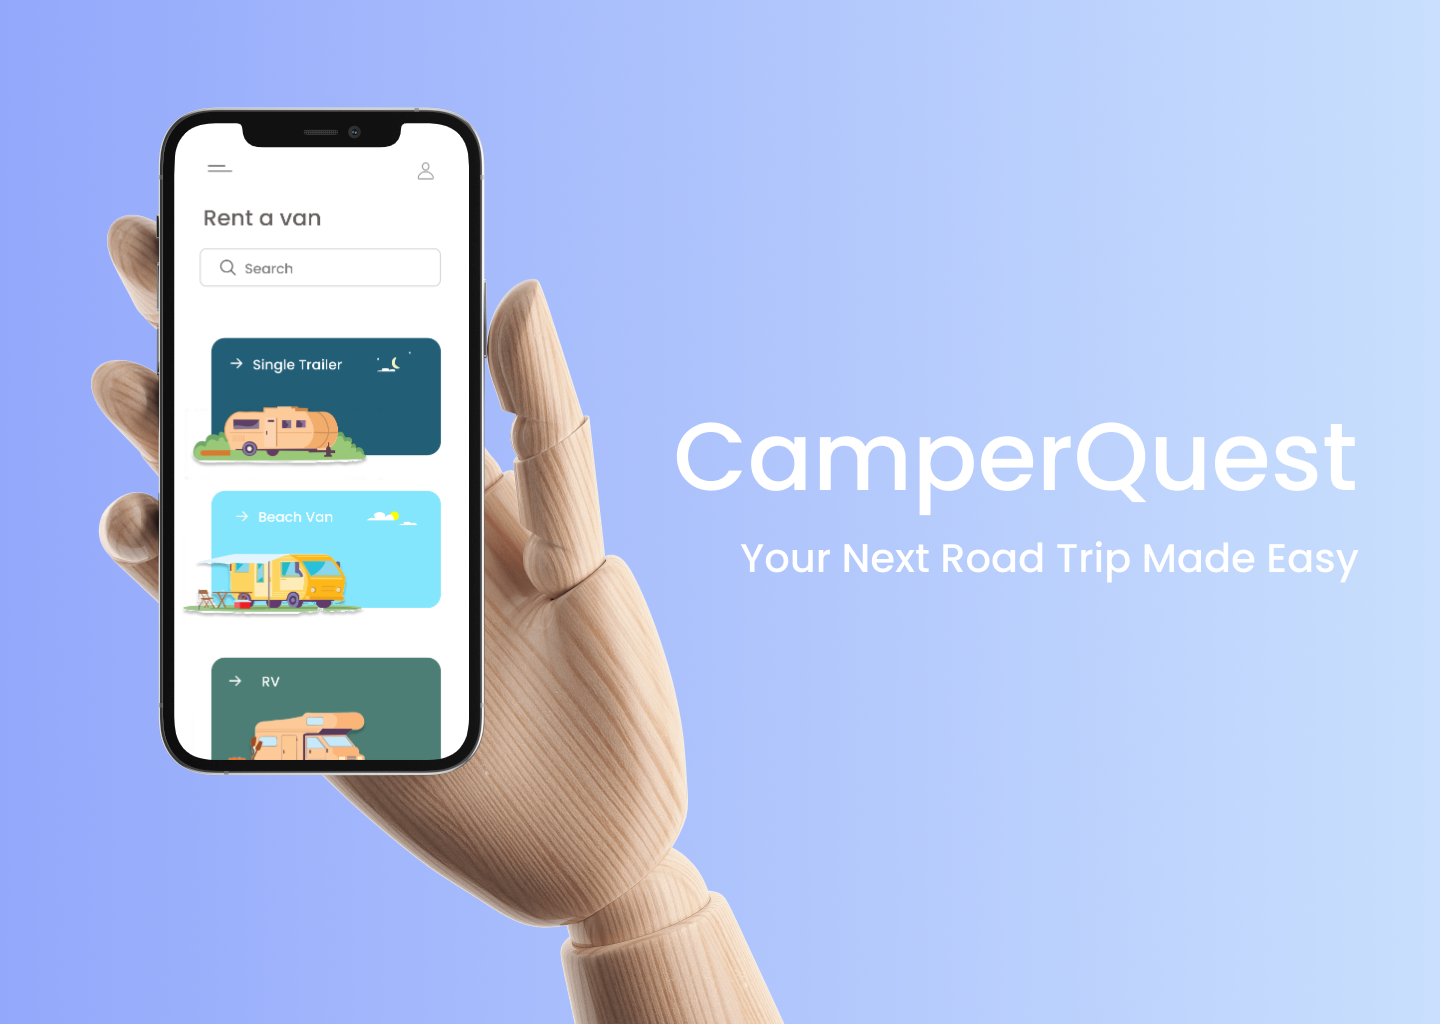 Rent a van
Search
Single Trailer
Beach Van
RV
CamperQuest
Your Next Road Trip Made Easy